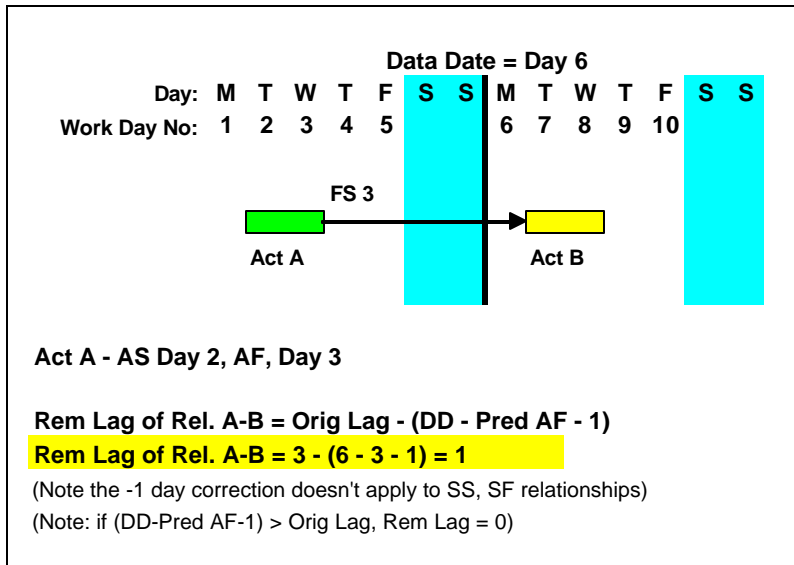 Data Date = Day 6
Day: M T W T F S S M T W T F S S
Work Day No: 1 2 3 4 5 6 7 8 9 10
FS 3
Act A Act B
Act A - AS Day 2, AF, Day 3
Rem Lag of Rel. A-B = Orig Lag - (DD - Pred AF - 1)
Rem Lag of Rel. A-B = 3 - (6 - 3 - 1) = 1
(Note the -1 day correction doesn't apply to SS, SF relationships)
(Note: if (DD-Pred AF-1) > Orig Lag, Rem Lag = 0)